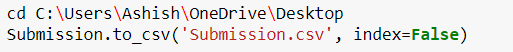 cd C:\Users\Ashish\OneDrive\Desktop
Submission.to_csv('Submission.csv', index=False)